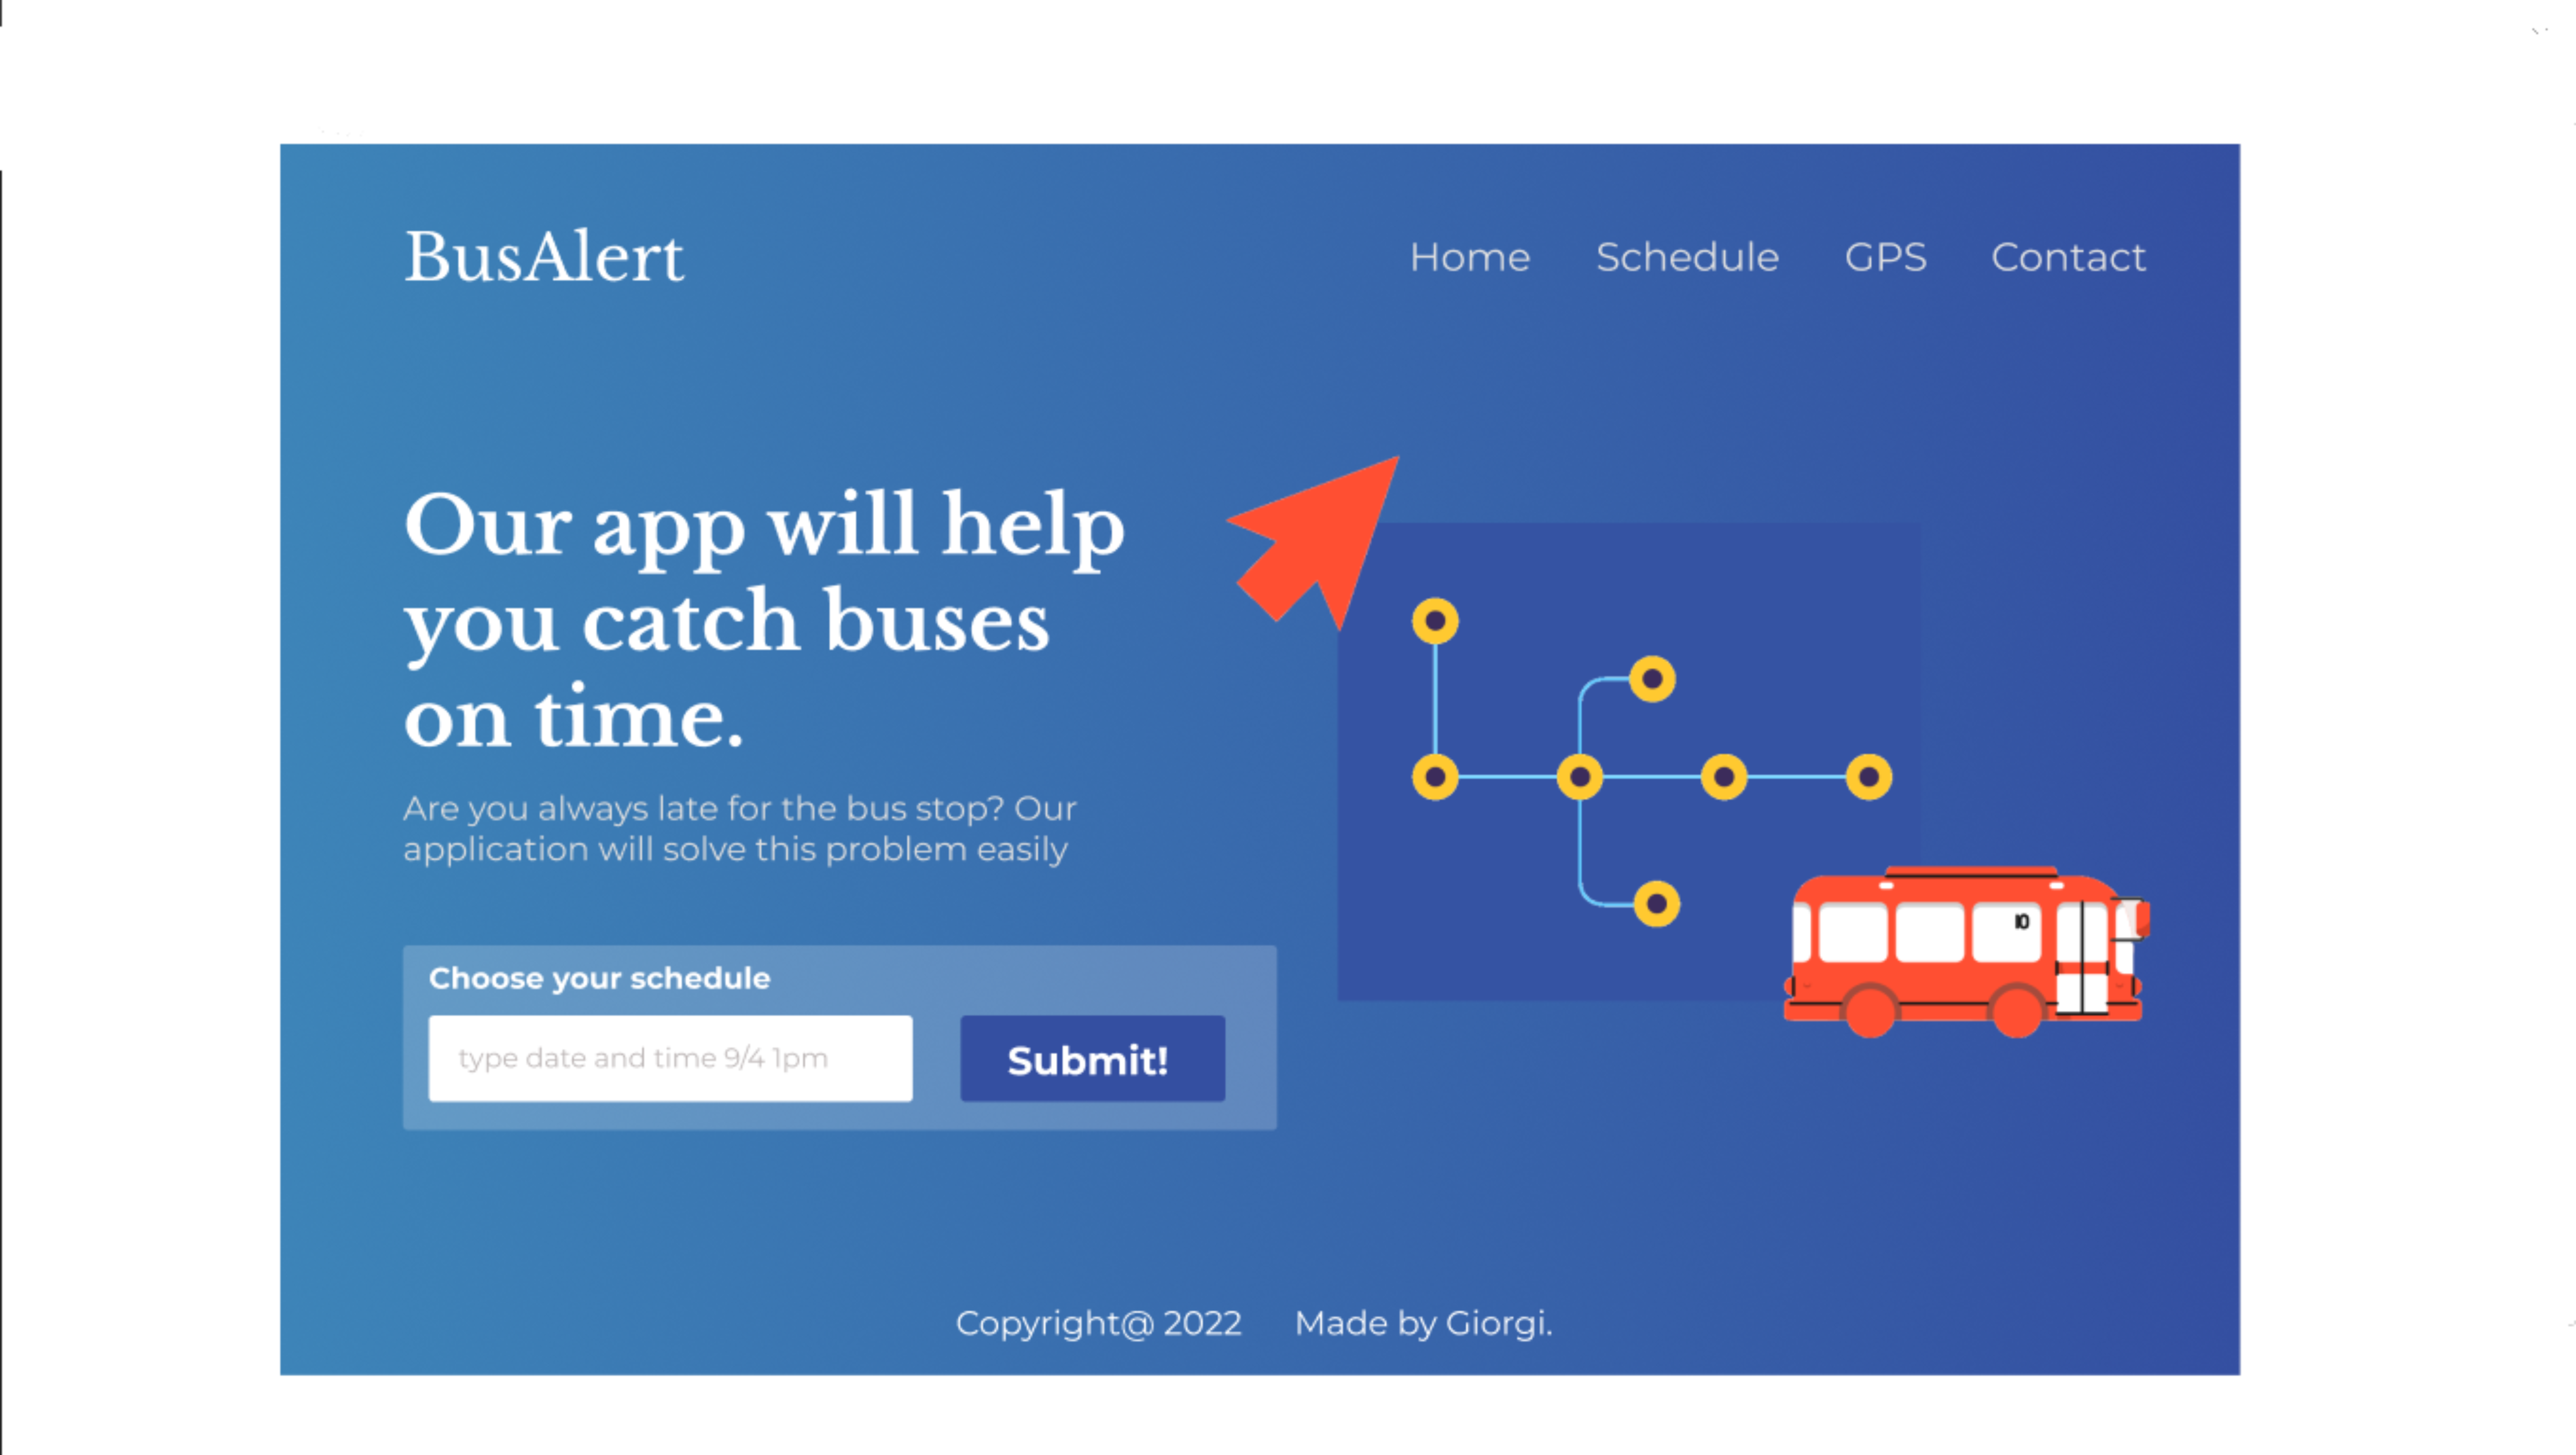 BusAlert
Home Schedule GPS Contact
Our app will help
you catch buses
on time.
Are you always late for the bus stop? Our
application will solve this problem easily
Choose your schedule
type date and time 9/4 1pm
Submit!
10
Copyright@ 2022 Made by Giorgi.